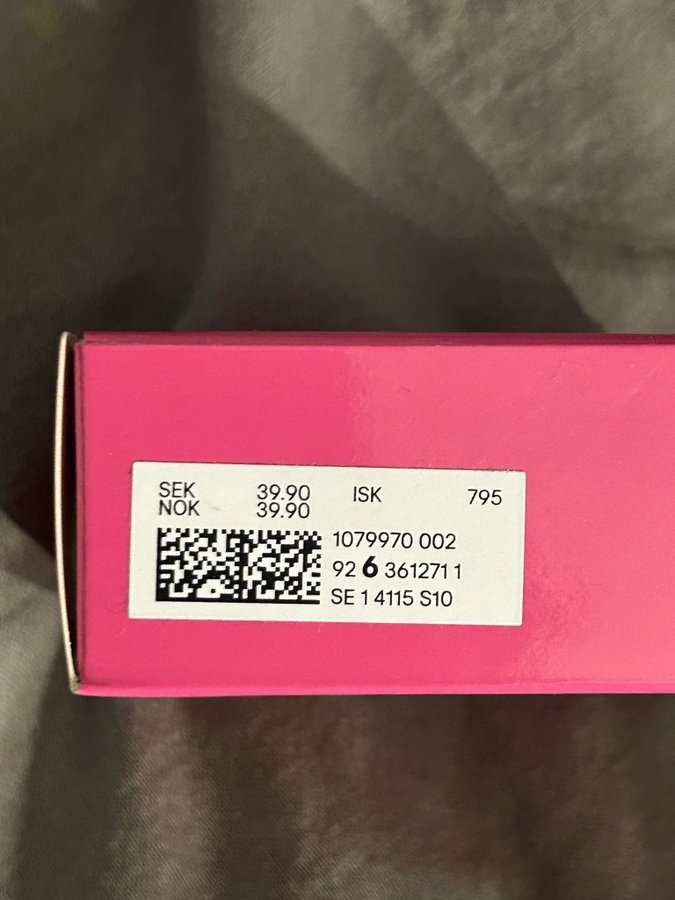 SEK 39.90 ISK 795
NOK 39.90
1079970 002
92 6 361271 1
SE 1 4115 S10